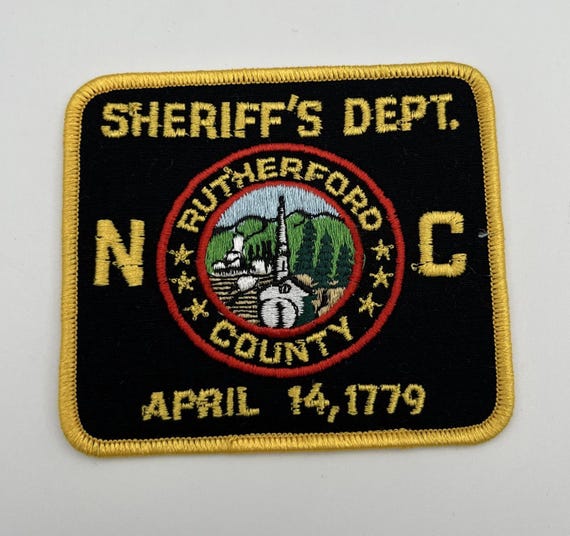 SHERIFF'S DEPT.
RUTHERFORD
N C
COUNTY
APRIL 14, 1779